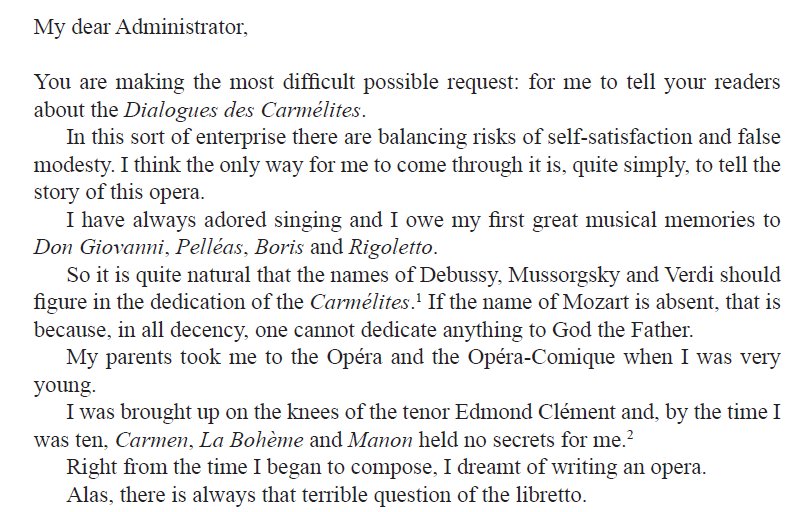 My dear Administrator,
You are making the most difficult possible request: for me to tell your readers
about the Dialogues des Carmélites.
In this sort of enterprise there are balancing risks of self-satisfaction and false
modesty. I think the only way for me to come through it is, quite simply, to tell the
story of this opera.
I have always adored singing and I owe my first great musical memories to
Don Giovanni, Pelléas, Boris and Rigoletto.
So it is quite natural that the names of Debussy, Mussorgsky and Verdi should
figure in the dedication of the Carmélites.¹ If the name of Mozart is absent, that is
because, in all decency, one cannot dedicate anything to God the Father.
My parents took me to the Opéra and the Opéra-Comique when I was very
young.
I was brought up on the knees of the tenor Edmond Clément and, by the time I
was ten, Carmen, La Bohème and Manon held no secrets for me.²
Right from the time I began to compose, I dreamt of writing an opera.
Alas, there is always that terrible question of the libretto.